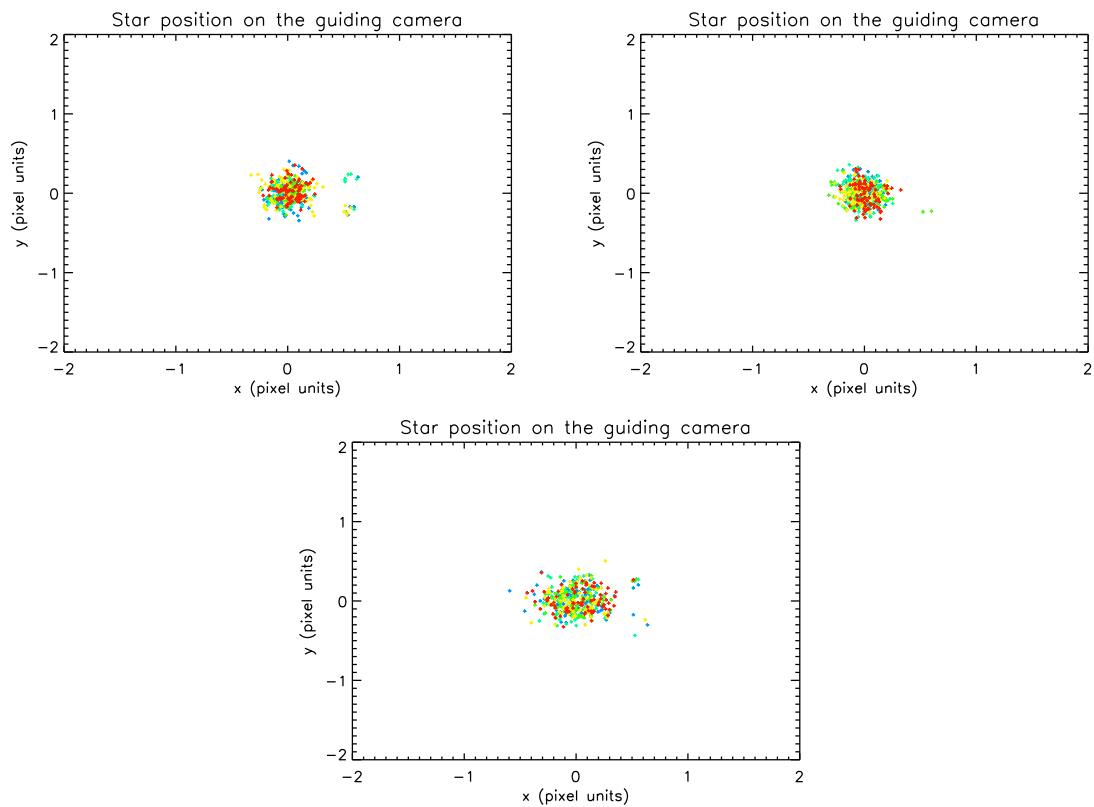 Star position on the guiding camera
2
1
0
−1
−2
y (pixel units)
−2 −1 0 1 2
x (pixel units)
Star position on the guiding camera
2
1
0
−1
−2
y (pixel units)
−2 −1 0 1 2
x (pixel units)
Star position on the guiding camera
2
1
0
−1
−2
y (pixel units)
−2 −1 0 1 2
x (pixel units)